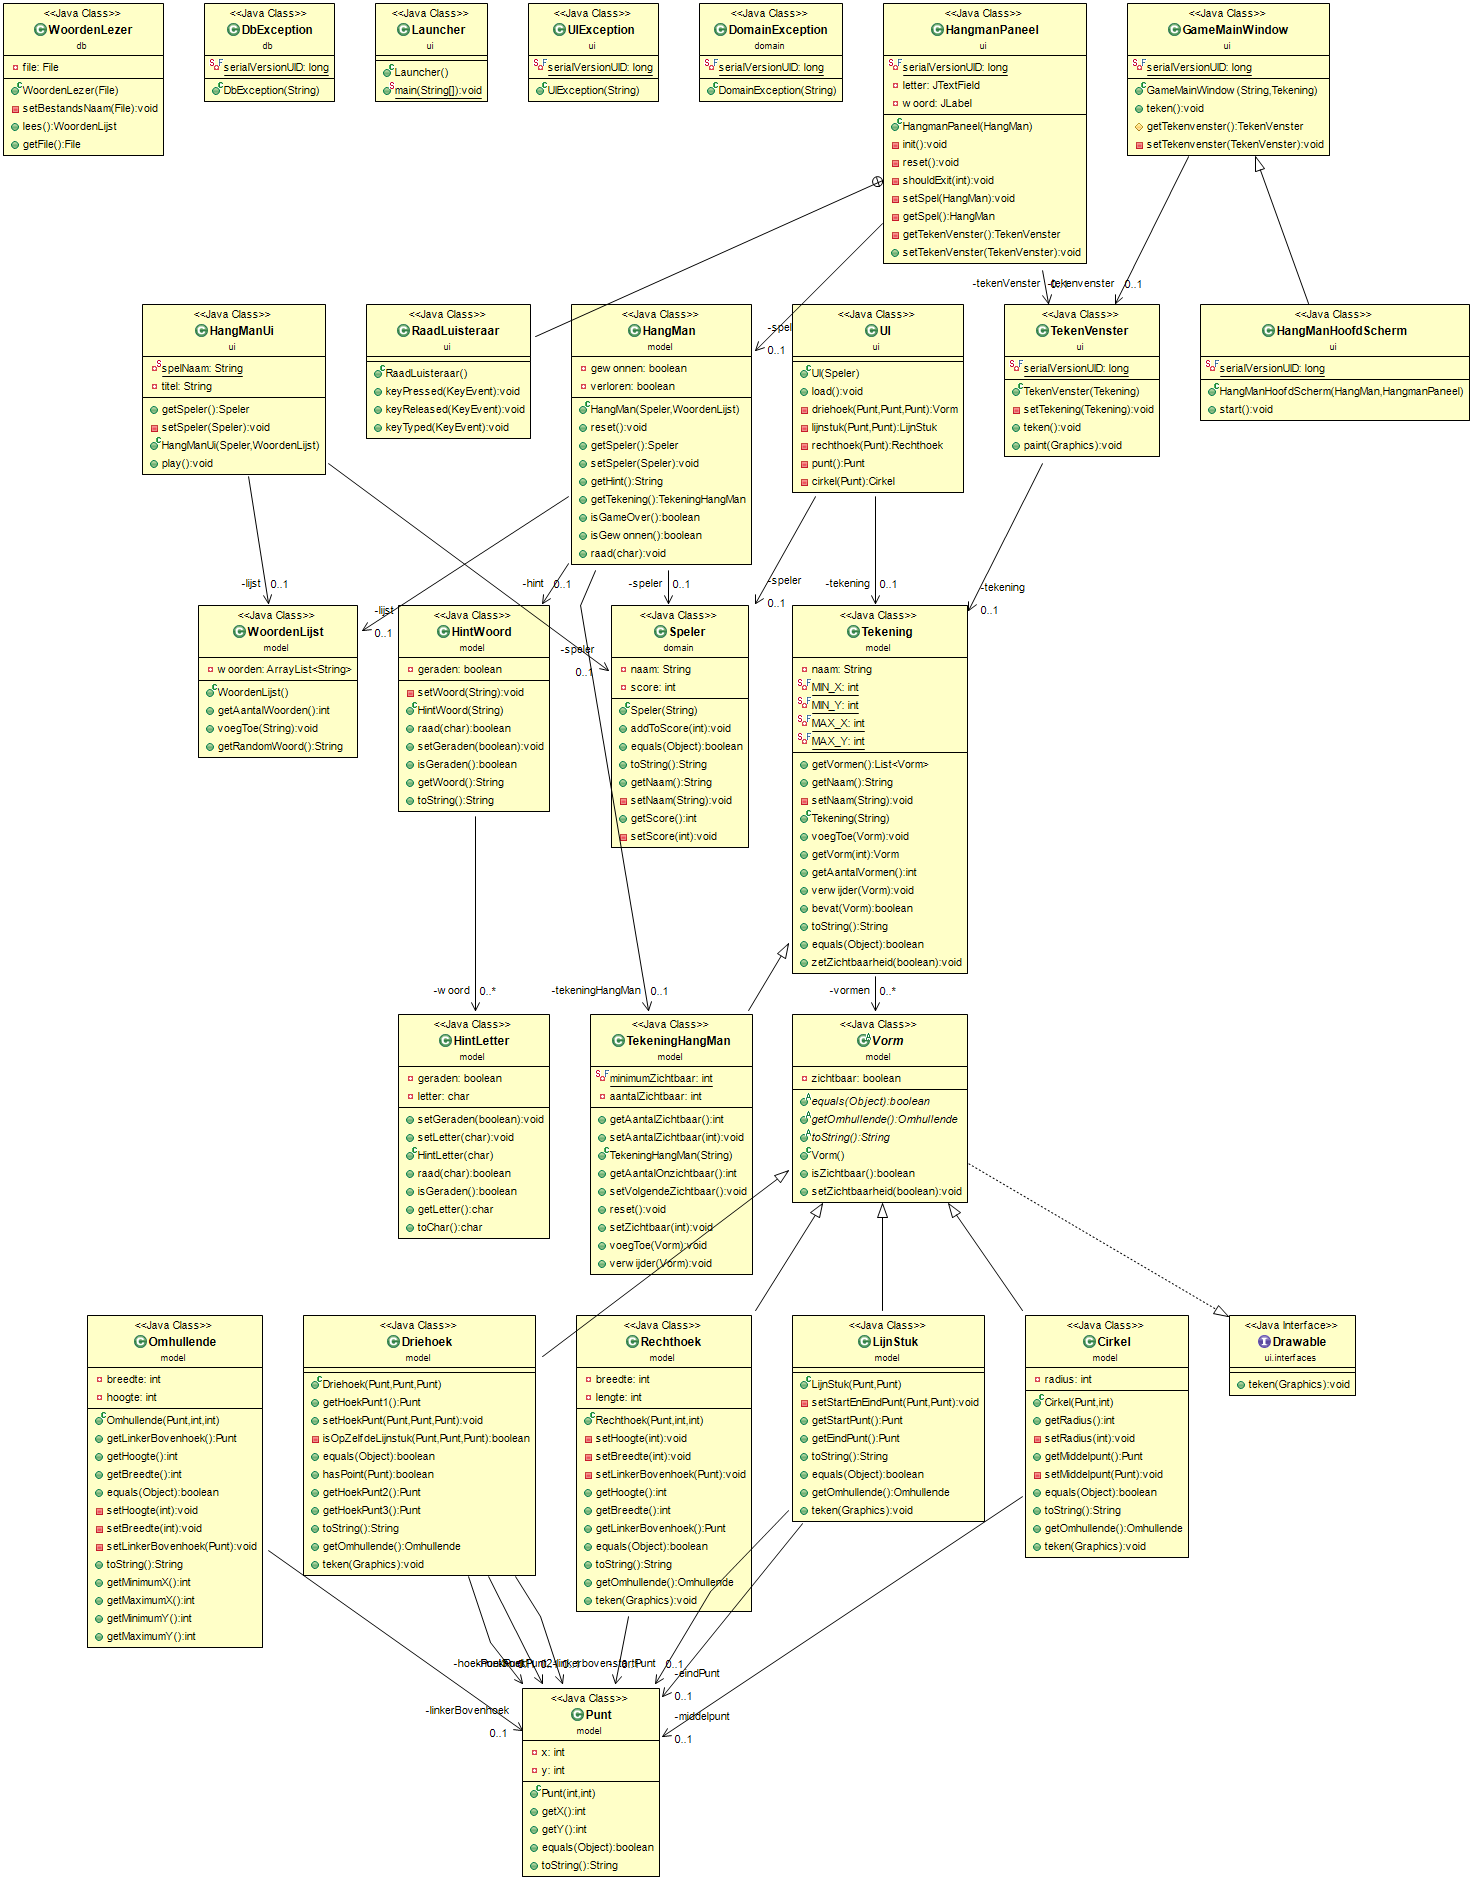 <<Java Class>>
WoordenLezer
db
file: File
WoordenLezer(File)
setBestandsNaam(File):void
lees():WoordenLijst
getFile():File
<<Java Class>>
DbException
db
serialVersionUID: long
DbException(String)
<<Java Class>>
Launcher
ui
Launcher()
main(String[]):void
<<Java Class>>
UIException
ui
serialVersionUID: long
UIException(String)
<<Java Class>>
DomainException
domain
serialVersionUID: long
DomainException(String)
<<Java Class>>
HangmanPaneel
ui
serialVersionUID: long
letter: JTextField
woord: JLabel
HangmanPaneel(HangMan)
init():void
reset():void
shouldExit(int):void
setSpel(HangMan):void
getSpel():HangMan
getTekenVenster():TekenVenster
setTekenVenster(TekenVenster):void
<<Java Class>>
GameMainWindow
ui
serialVersionUID: long
GameMainWindow(String,Tekening)
teken():void
getTekenvenster():TekenVenster
setTekenvenster(TekenVenster):void
-tekenVenster
-tekenvenster
0..1
<<Java Class>>
HangManUi
ui
spelNaam: String
titel: String
getSpeler():Speler
setSpeler(Speler):void
HangManUi(Speler,WoordenLijst)
play():void
<<Java Class>>
RaadLuisteraar
ui
RaadLuisteraar()
keyPressed(KeyEvent):void
keyReleased(KeyEvent):void
keyTyped(KeyEvent):void
<<Java Class>>
HangMan
model
gewonnen: boolean
verloren: boolean
HangMan(Speler,WoordenLijst)
reset():void
getSpeler():Speler
setSpeler(Speler):void
getHint():String
getTekening():TekeningHangMan
isGameOver():boolean
isGewonnen():boolean
raad(char):void
-spel
0..1
<<Java Class>>
UI
ui
UI(Speler)
load():void
driehoek(Punt,Punt,Punt):Vorm
lijnstuk(Punt,Punt):LijnStuk
rechthoek(Punt):Rechthoek
punt():Punt
cirkel(Punt):Cirkel
<<Java Class>>
TekenVenster
ui
serialVersionUID: long
TekenVenster(Tekening)
setTekening(Tekening):void
teken():void
paint(Graphics):void
<<Java Class>>
HangManHoofdScherm
ui
serialVersionUID: long
HangManHoofdScherm(HangMan,HangmanPaneel)
start():void
-lijst 0..1
-lijst
0..1
-hint 0..1
-speler 0..1
-speler
0..1
-speler
0..1
-tekening 0..1
-tekening
0..1
<<Java Class>>
WoordenLijst
model
woorden: ArrayList<String>
WoordenLijst()
getAantalWoorden():int
voegToe(String):void
getRandomWoord():String
<<Java Class>>
HintWoord
model
geraden: boolean
setWoord(String):void
HintWoord(String)
raad(char):boolean
setGeraden(boolean):void
isGeraden():boolean
getWoord():String
toString():String
<<Java Class>>
Speler
domain
naam: String
score: int
Speler(String)
addToScore(int):void
equals(Object):boolean
toString():String
getNaam():String
setNaam(String):void
getScore():int
setScore(int):void
<<Java Class>>
Tekening
model
naam: String
MIN_X: int
MIN_Y: int
MAX_X: int
MAX_Y: int
getVormen():List<Vorm>
getNaam():String
setNaam(String):void
Tekening(String)
voegToe(Vorm):void
getVorm(int):Vorm
getAantalVormen():int
verwijder(Vorm):void
bevat(Vorm):boolean
toString():String
equals(Object):boolean
zetZichtbaarheid(boolean):void
-woord 0..*
-tekeningHangMan 0..1
-vormen 0..*
<<Java Class>>
HintLetter
model
geraden: boolean
letter: char
setGeraden(boolean):void
setLetter(char):void
HintLetter(char)
raad(char):boolean
isGeraden():boolean
getLetter():char
toChar():char
<<Java Class>>
TekeningHangMan
model
minimumZichtbaar: int
aantalZichtbaar: int
getAantalZichtbaar():int
setAantalZichtbaar(int):void
TekeningHangMan(String)
getAantalOnzichtbaar():int
setVolgendeZichtbaar():void
reset():void
setZichtbaar(int):void
voegToe(Vorm):void
verwijder(Vorm):void
<<Java Class>>
Vorm
model
zichtbaar: boolean
equals(Object):boolean
getOmhullende():Omhullende
toString():String
Vorm()
isZichtbaar():boolean
setZichtbaarheid(boolean):void
<<Java Class>>
Omhullende
model
breedte: int
hoogte: int
Omhullende(Punt,int,int)
getLinkerBovenhoek():Punt
getHoogte():int
getBreedte():int
equals(Object):boolean
setHoogte(int):void
setBreedte(int):void
setLinkerBovenhoek(Punt):void
toString():String
getMinimumX():int
getMaximumX():int
getMinimumY():int
getMaximumY():int
<<Java Class>>
Driehoek
model
Driehoek(Punt,Punt,Punt)
getHoekPunt1():Punt
setHoekPunt(Punt,Punt,Punt):void
isOpZelfdeLijnstuk(Punt,Punt,Punt):boolean
equals(Object):boolean
hasPoint(Punt):boolean
getHoekPunt2():Punt
getHoekPunt3():Punt
toString():String
getOmhullende():Omhullende
teken(Graphics):void
<<Java Class>>
Rechthoek
model
breedte: int
lengte: int
Rechthoek(Punt,int,int)
setHoogte(int):void
setBreedte(int):void
setLinkerBovenhoek(Punt):void
getHoogte():int
getBreedte():int
getLinkerBovenhoek():Punt
equals(Object):boolean
toString():String
getOmhullende():Omhullende
teken(Graphics):void
<<Java Class>>
LijnStuk
model
LijnStuk(Punt,Punt)
setStartEnEindPunt(Punt,Punt):void
getStartPunt():Punt
getEindPunt():Punt
toString():String
equals(Object):boolean
getOmhullende():Omhullende
teken(Graphics):void
<<Java Class>>
Cirkel
model
radius: int
Cirkel(Punt,int)
getRadius():int
setRadius(int):void
getMiddelpunt():Punt
setMiddelpunt(Punt):void
equals(Object):boolean
toString():String
getOmhullende():Omhullende
teken(Graphics):void
<<Java Interface>>
Drawable
ui.interfaces
teken(Graphics):void
0..1
-eindPunt
0..1
-linkerBovenhoek
0..1
-middelpunt
0..1
<<Java Class>>
Punt
model
x: int
y: int
Punt(int,int)
getX():int
getY():int
equals(Object):boolean
toString():String